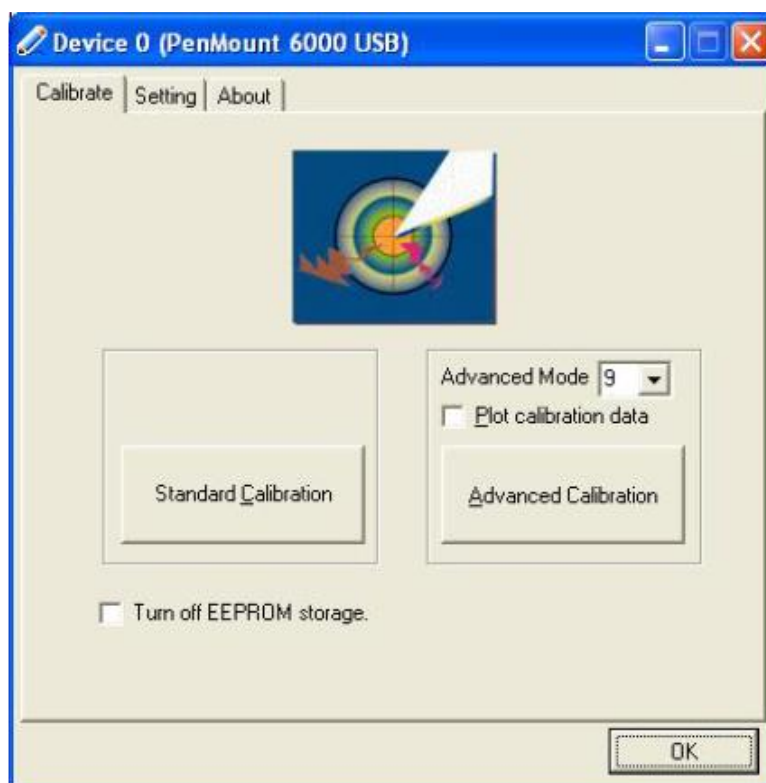 Device 0 (PenMount 6000 USB)
Calibrate Setting About
Advanced Mode 9
Plot calibration data
Standard Calibration
Advanced Calibration
Turn off EEPROM storage.
OK